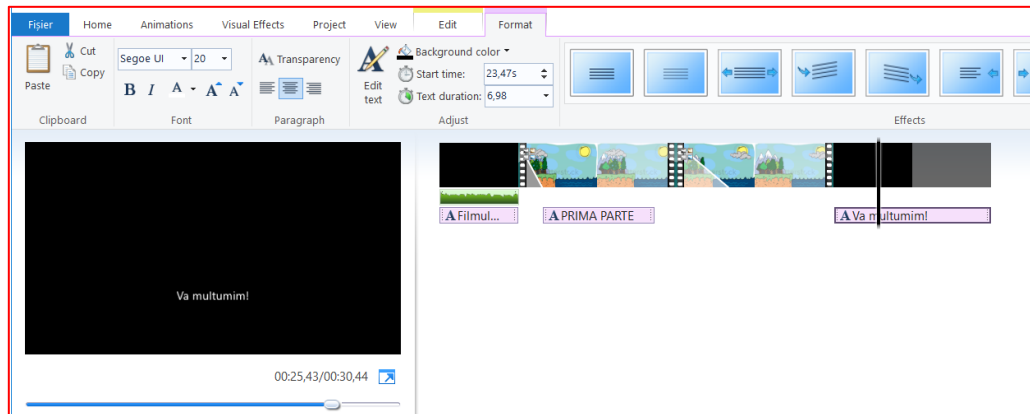 Fișier Home Animations Visual Effects Project View Edit Format
Paste
Cut
Copy
Clipboard
Segoe UI 20
B I A A A
Font
Transparency
Paragraph
Edit text
Background color
Start time: 23,47s
Text duration: 6,98
Adjust
Effects
Va multumim!
00:25,43/00:30,44
A Filmul...
A PRIMA PARTE
A Va multumim!